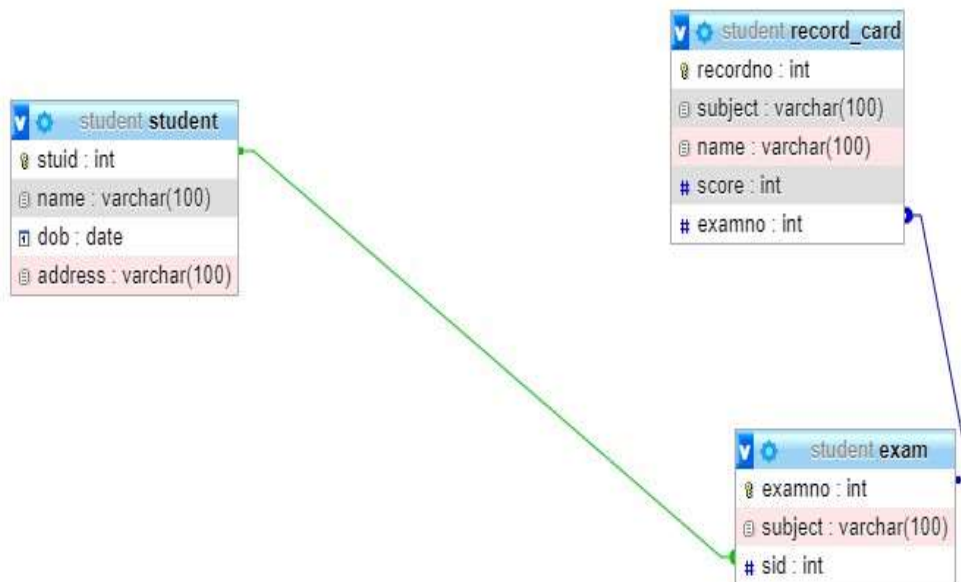 student student
stuid : int
name : varchar(100)
dob : date
address : varchar(100)
student record_card
recordno : int
subject : varchar(100)
name : varchar(100)
# score : int
# examno : int
student exam
examno : int
subject : varchar(100)
# sid : int